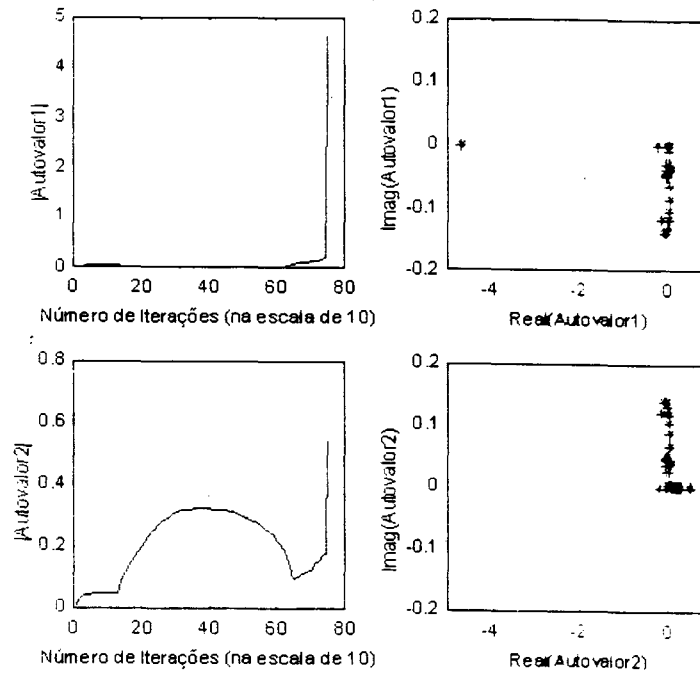 5
4
3
2
1
0
|Autovalor1|
0 20 40 60 80
Número de Iterações (na escala de 10)
0.2
0.1
0
-0.1
-0.2
Imag(Autovalor1)
-4 -2 0
Real(Autovalor1)
0.8
0.6
0.4
0.2
0
|Autovalor2|
0 20 40 60 80
Número de Iterações (na escala de 10)
0.2
0.1
0
-0.1
-0.2
Imag(Autovalor2)
-4 -2 0
Real(Autovalor2)